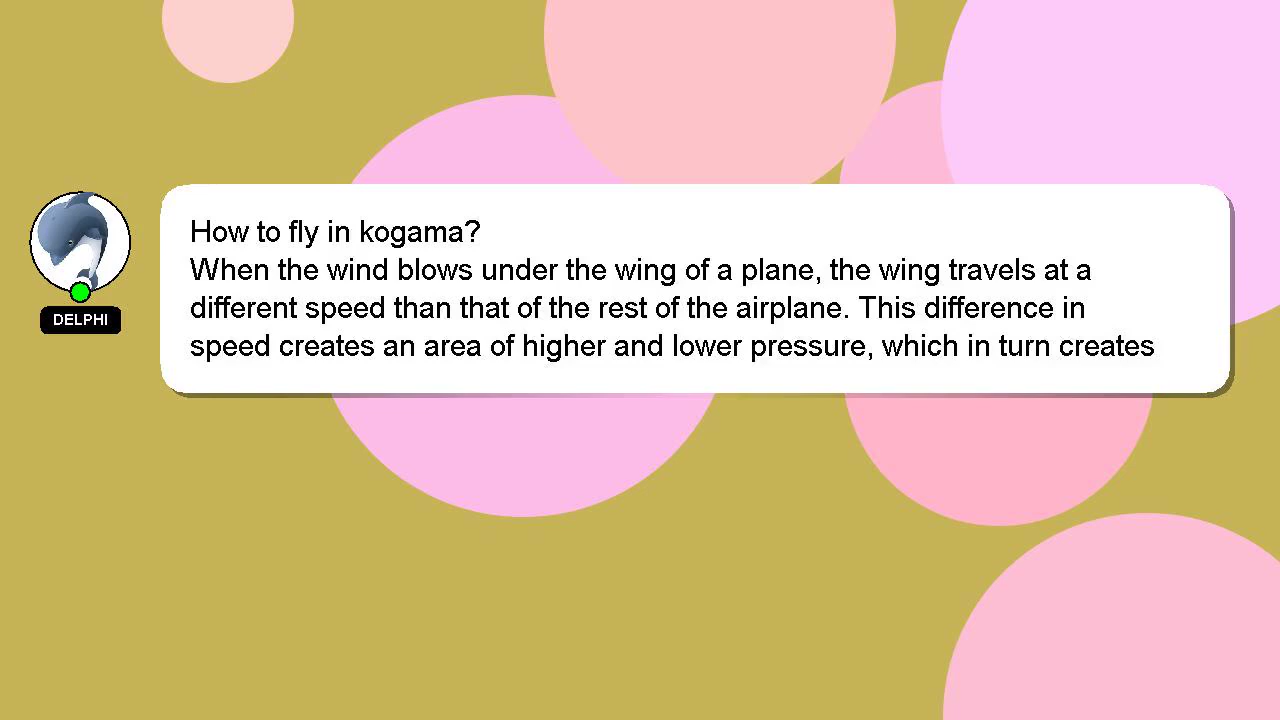 How to fly in kogama?
When the wind blows under the wing of a plane, the wing travels at a
different speed than that of the rest of the airplane. This difference in
speed creates an area of higher and lower pressure, which in turn creates
DELPHI